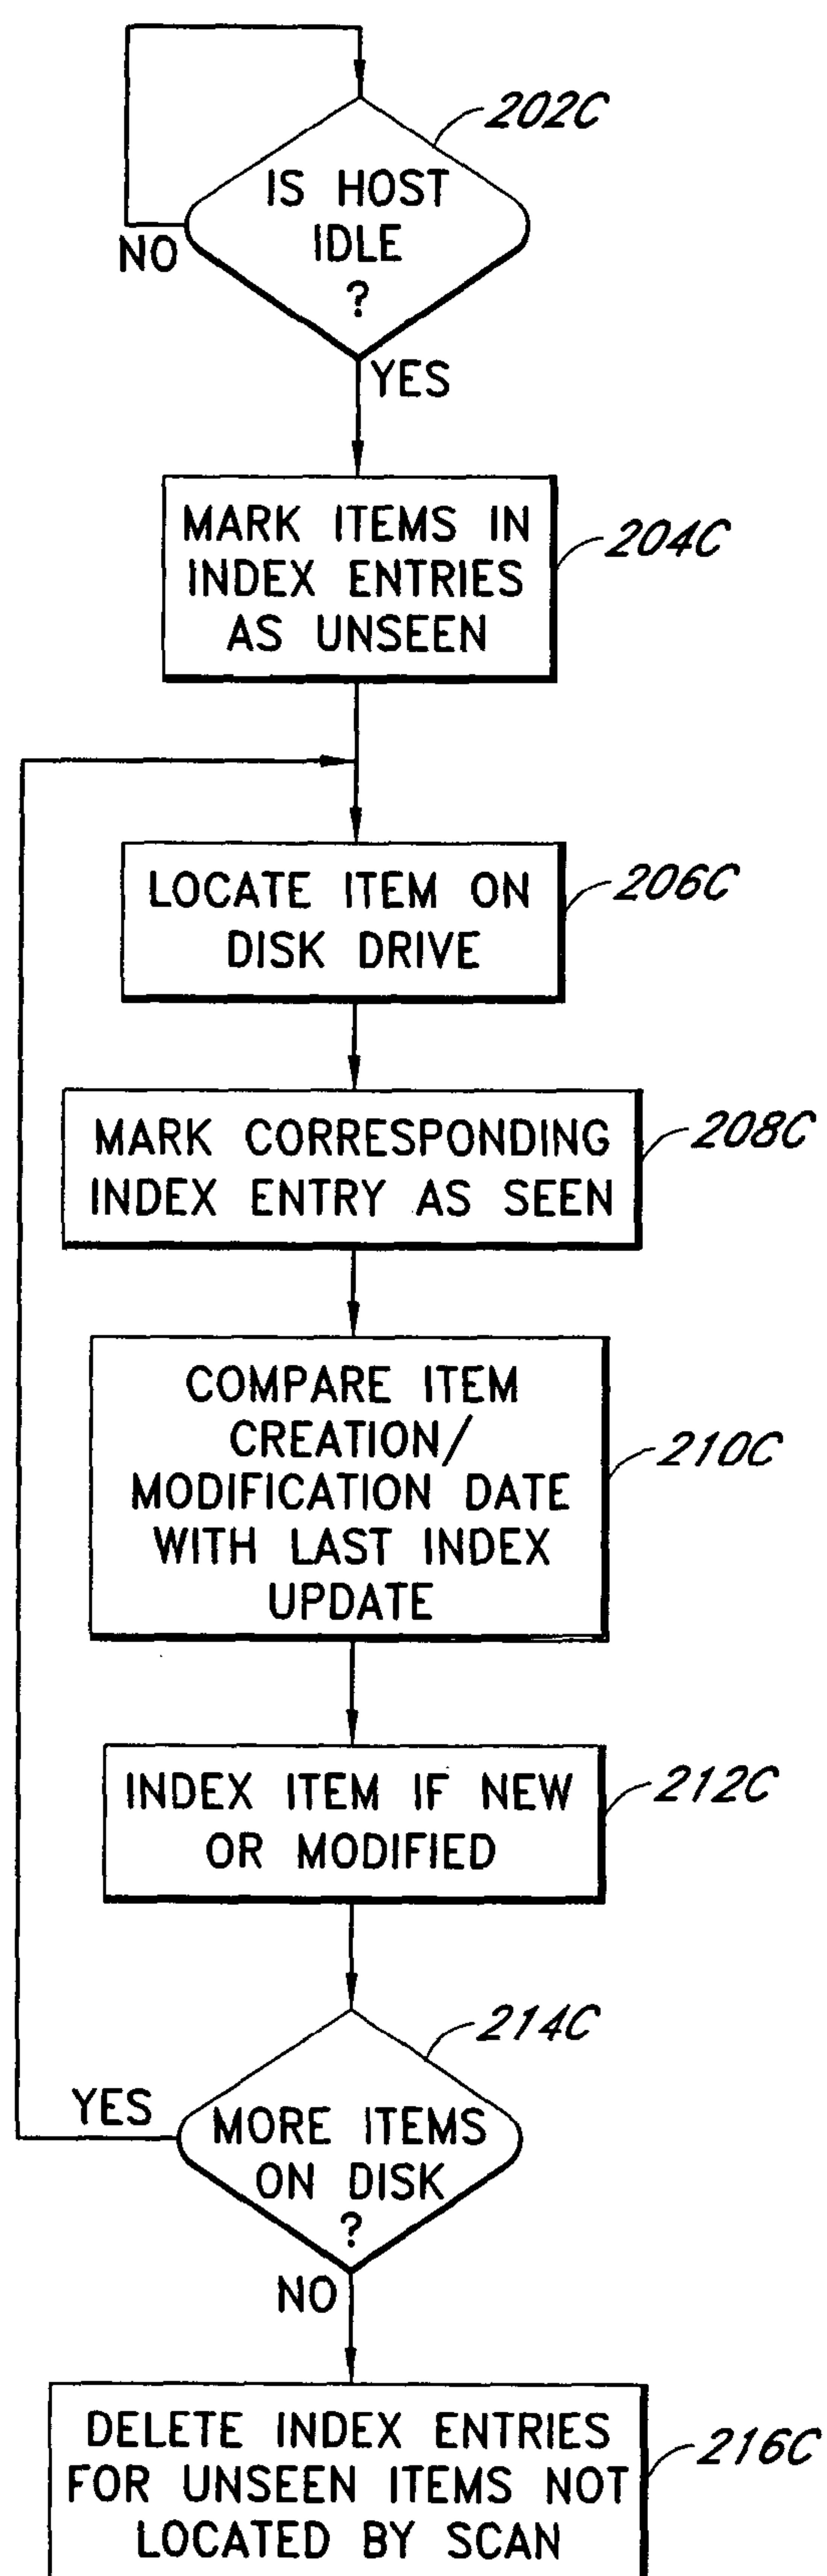 202C
IS HOST
IDLE
?
NO
YES
MARK ITEMS IN
INDEX ENTRIES
AS UNSEEN
204C
LOCATE ITEM ON
DISK DRIVE
206C
MARK CORRESPONDING
INDEX ENTRY AS SEEN
208C
COMPARE ITEM
CREATION/
MODIFICATION DATE
WITH LAST INDEX
UPDATE
210C
INDEX ITEM IF NEW
OR MODIFIED
212C
214C
YES
MORE ITEMS
ON DISK
?
NO
DELETE INDEX ENTRIES
FOR UNSEEN ITEMS NOT
LOCATED BY SCAN
216C